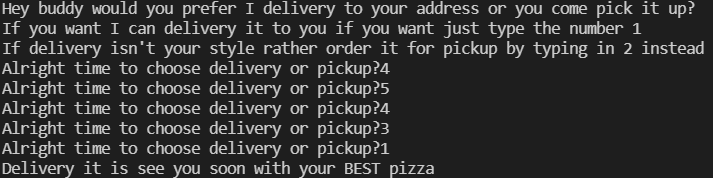 Hey buddy would you prefer I delivery to your address or you come pick it up?
If you want I can delivery it to you if you want just type the number 1
If delivery isn't your style rather order it for pickup by typing in 2 instead
Alright time to choose delivery or pickup?4
Alright time to choose delivery or pickup?5
Alright time to choose delivery or pickup?4
Alright time to choose delivery or pickup?3
Alright time to choose delivery or pickup?1
Delivery it is see you soon with your BEST pizza